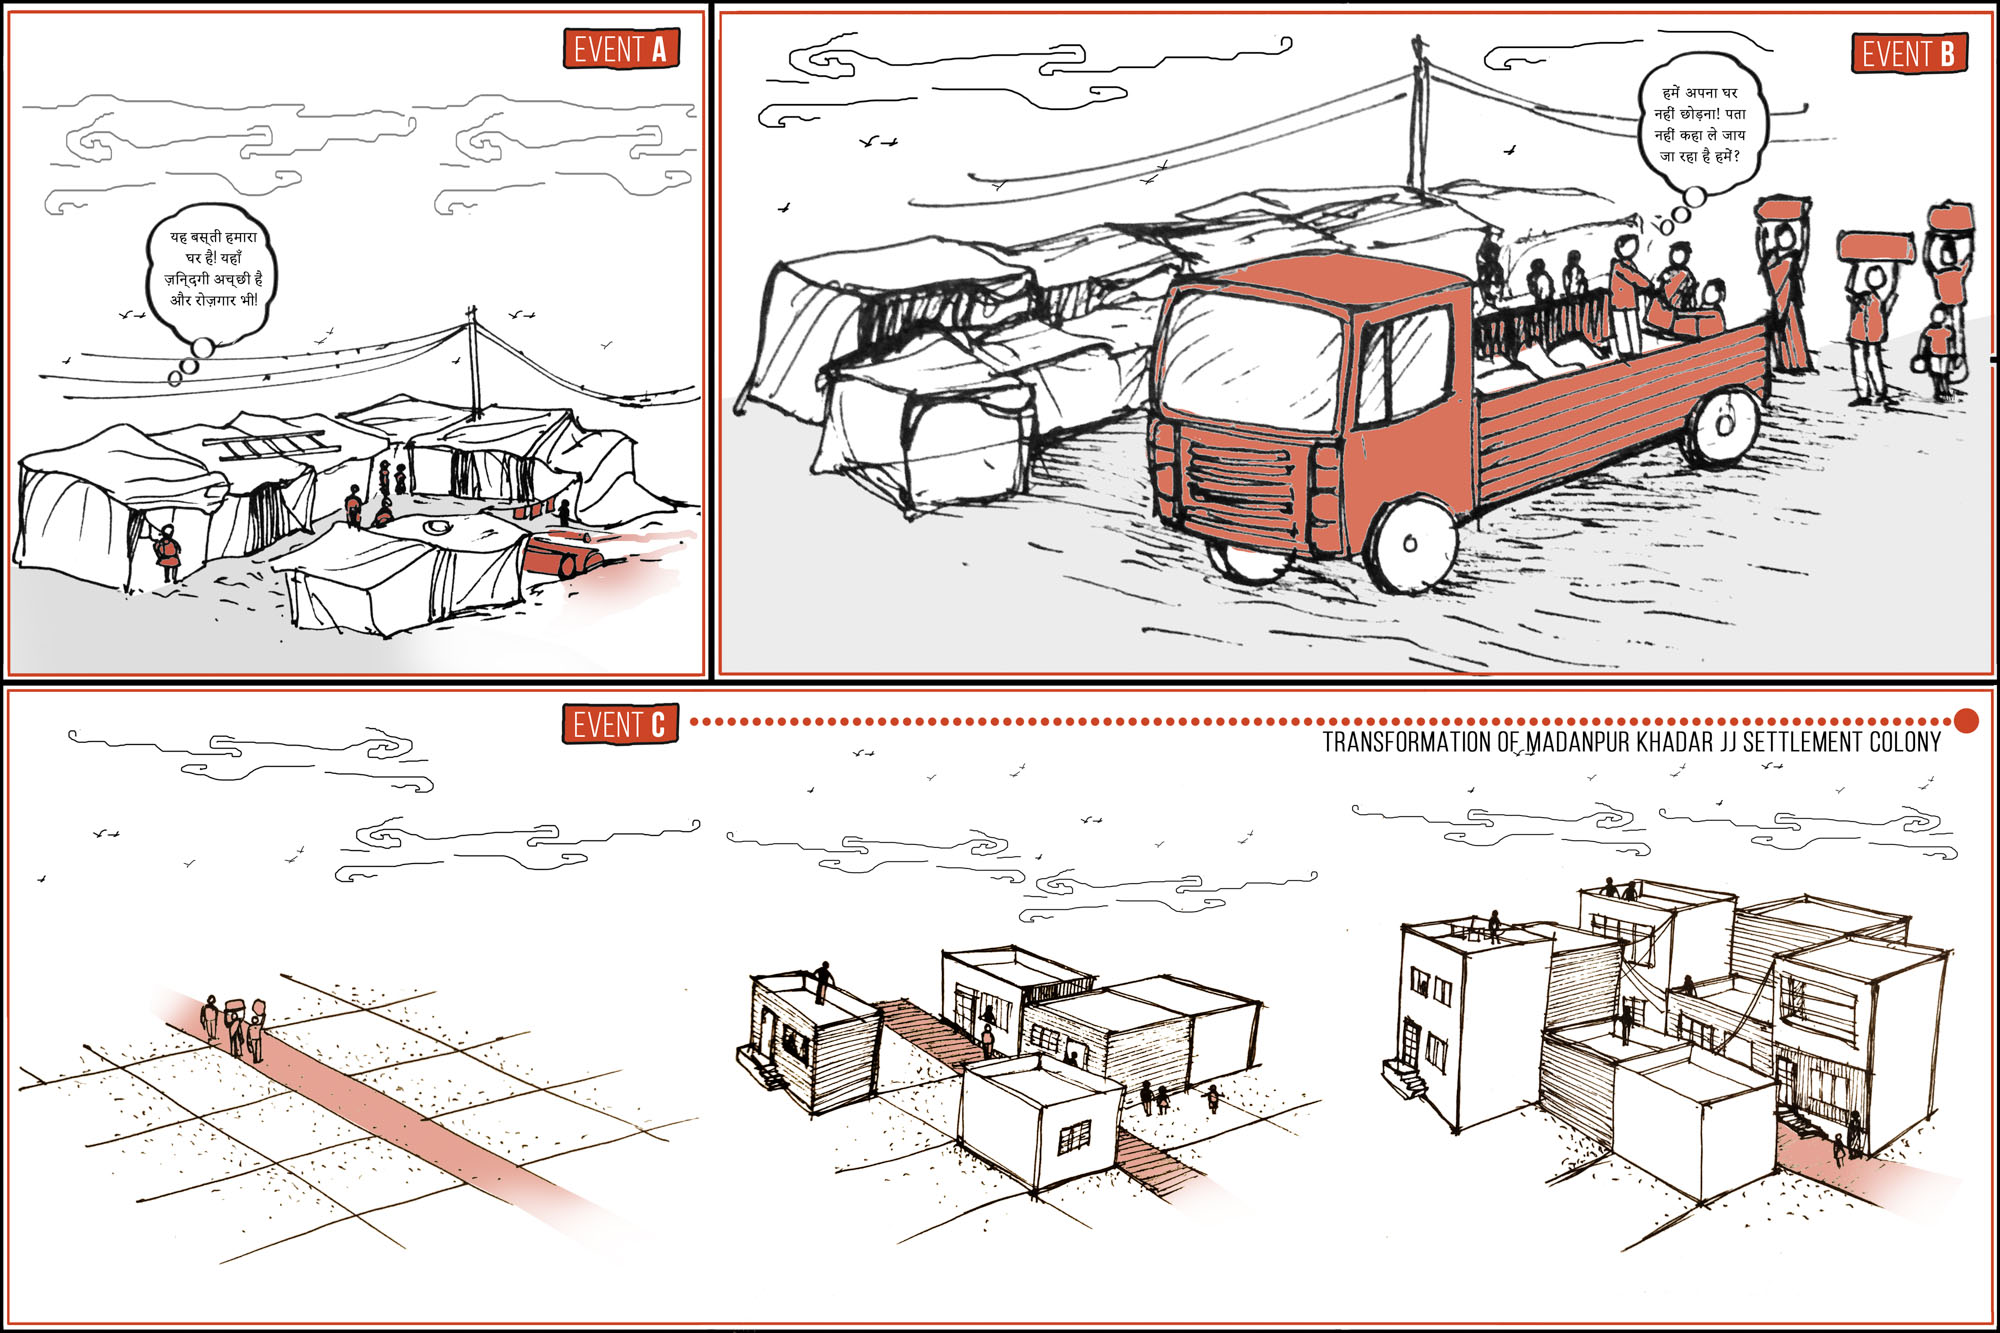 EVENT A
यह बस्ती हमारा
घर है! यहाँ
ज़िन्दगी अच्छी है
और रोज़गार भी!
EVENT B
हमें अपना घर
नहीं छोड़ना! पता
नहीं कहा ले जाय
जा रहा है हमें?
EVENT C
TRANSFORMATION OF MADANPUR KHADAR JJ SETTLEMENT COLONY